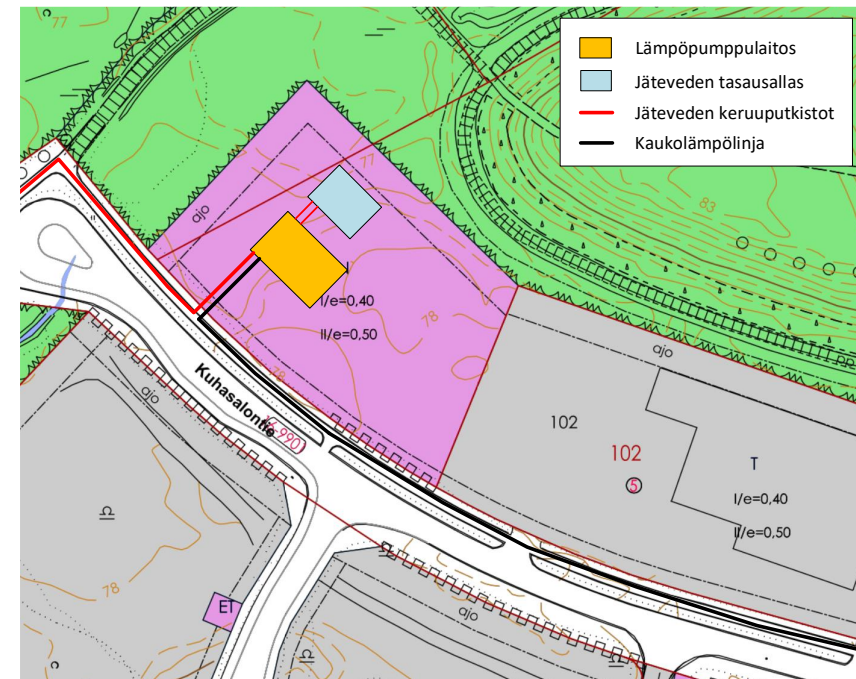 Lämpöpumppulaitos
Jäteveden tasausallas
Jäteveden keruuputkistot
Kaukolämpölinja
77
77
83
ajo
I/e=0,40
78
II/e=0,50
78
ajo
Kuhasalontie
ajo
102
102
T
5
I/e=0,40
II/e=0,50
78
ET
ajo